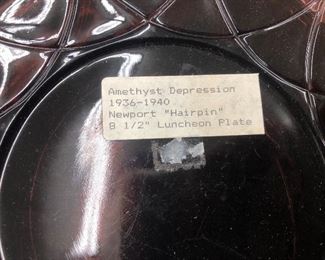 Amethyst Depression
1936-1940
Newport "Hairpin"
8 1/2" Luncheon Plate